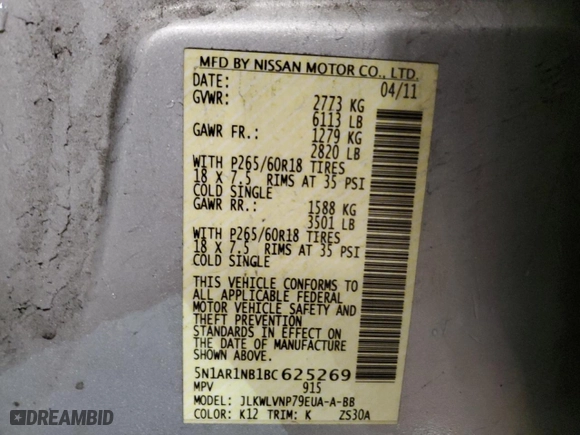 MFD BY NISSAN MOTOR CO., LTD.
DATE: 04/11
GVWR: 2773 KG
6113 LB
GAWR FR.: 1279 KG
2820 LB
WITH P265/60R18 TIRES
18 X 7.5 RIMS AT 35 PSI
COLD SINGLE
GAWR RR.: 1588 KG
3501 LB
WITH P265/60R18 TIRES
18 X 7.5 RIMS AT 35 PSI
COLD SINGLE
THIS VEHICLE CONFORMS TO
ALL APPLICABLE FEDERAL
MOTOR VEHICLE SAFETY AND
THEFT PREVENTION
STANDARDS IN EFFECT ON
THE DATE OF MANUFACTURE
SHOWN ABOVE.
5N1AR1NB1BC625269
MPV 915
MODEL: JLKWLVNP79EUA-A-BB
COLOR: K12 TRIM: K ZS30A
DREAMBID